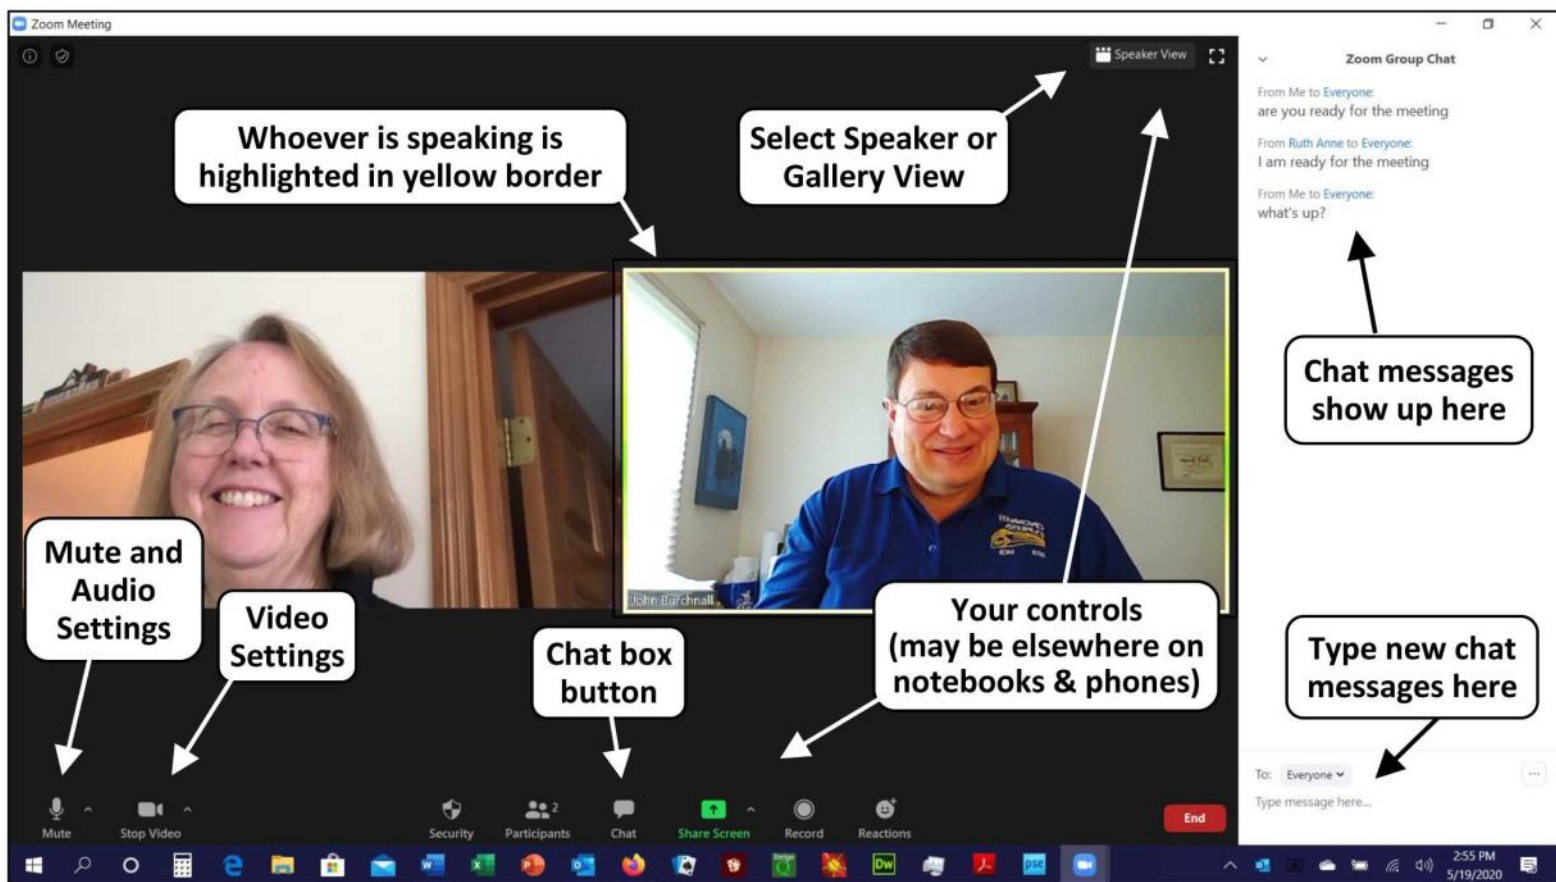 Zoom Meeting
Speaker View
Whoever is speaking is
highlighted in yellow border
Select Speaker or
Gallery View
Zoom Group Chat
From Me to Everyone:
are you ready for the meeting
From Ruth Anne to Everyone:
I am ready for the meeting
From Me to Everyone:
what's up?
Chat messages
show up here
Mute and
Audio
Settings
Video
Settings
John Burchnall
Chat box
button
Your controls
(may be elsewhere on
notebooks & phones)
Type new chat
messages here
To: Everyone
Type message here...
Mute
Stop Video
Security
Participants 2
Chat
Share Screen
Record
Reactions
End
Dw
pse
2:55 PM
5/19/2020